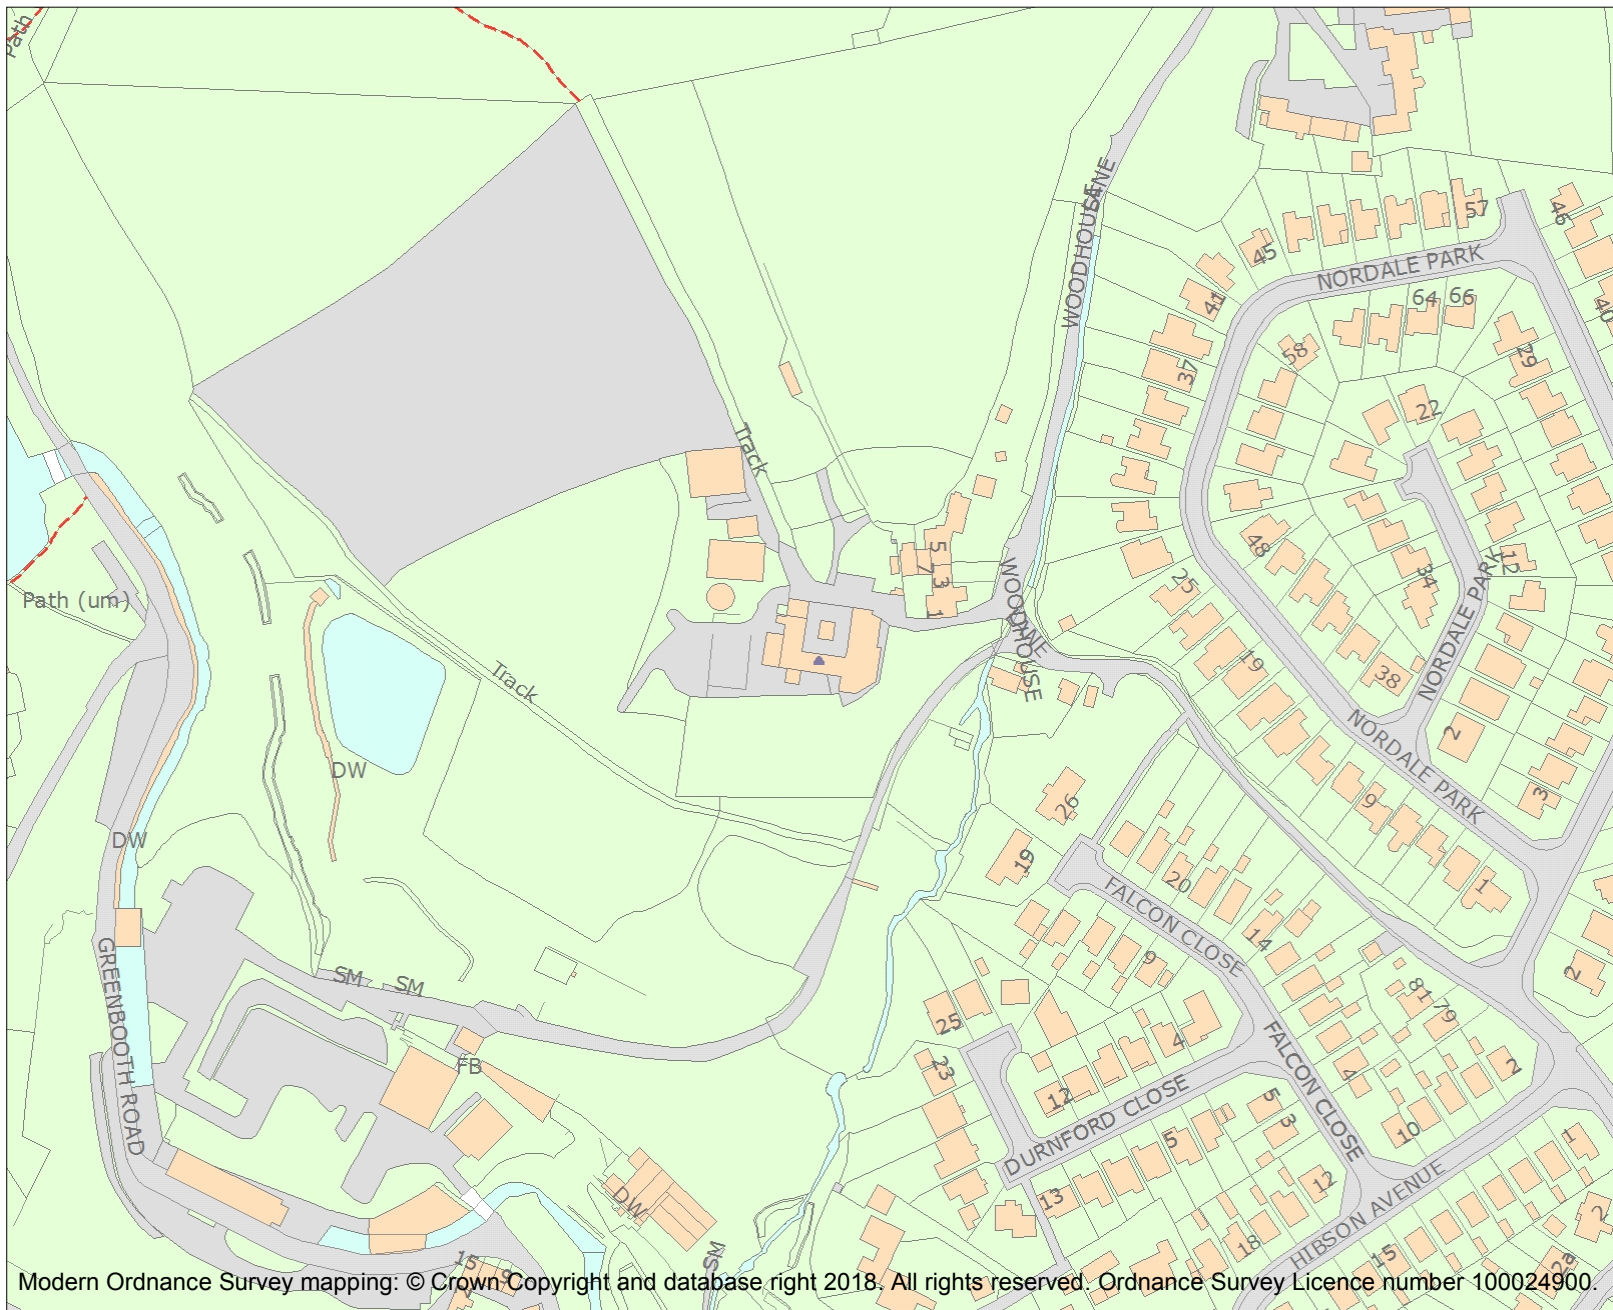 Path
WOODHOUSE
LANE
57
46
45
NORDALE PARK
41
64
66
40
58
29
37
22
Track
48
5
7
3
1
12
34
25
WOODHOUSE
LANE
Path (um)
NORDALE PARK
19
38
Track
2
NORDALE PARK
DW
3
9
26
DW
19
20
1
FALCON CLOSE
14
9
2
GREENBOOTH ROAD
SM
SM
81
79
25
FALCON CLOSE
4
FB
23
4
2
12
5
3
DURNFORD CLOSE
5
10
1
12
DW
13
HIBSON AVENUE
2
18
15
SM
15
9
2a
Modern Ordnance Survey mapping: © Crown Copyright and database right 2018. All rights reserved. Ordnance Survey Licence number 100024900.